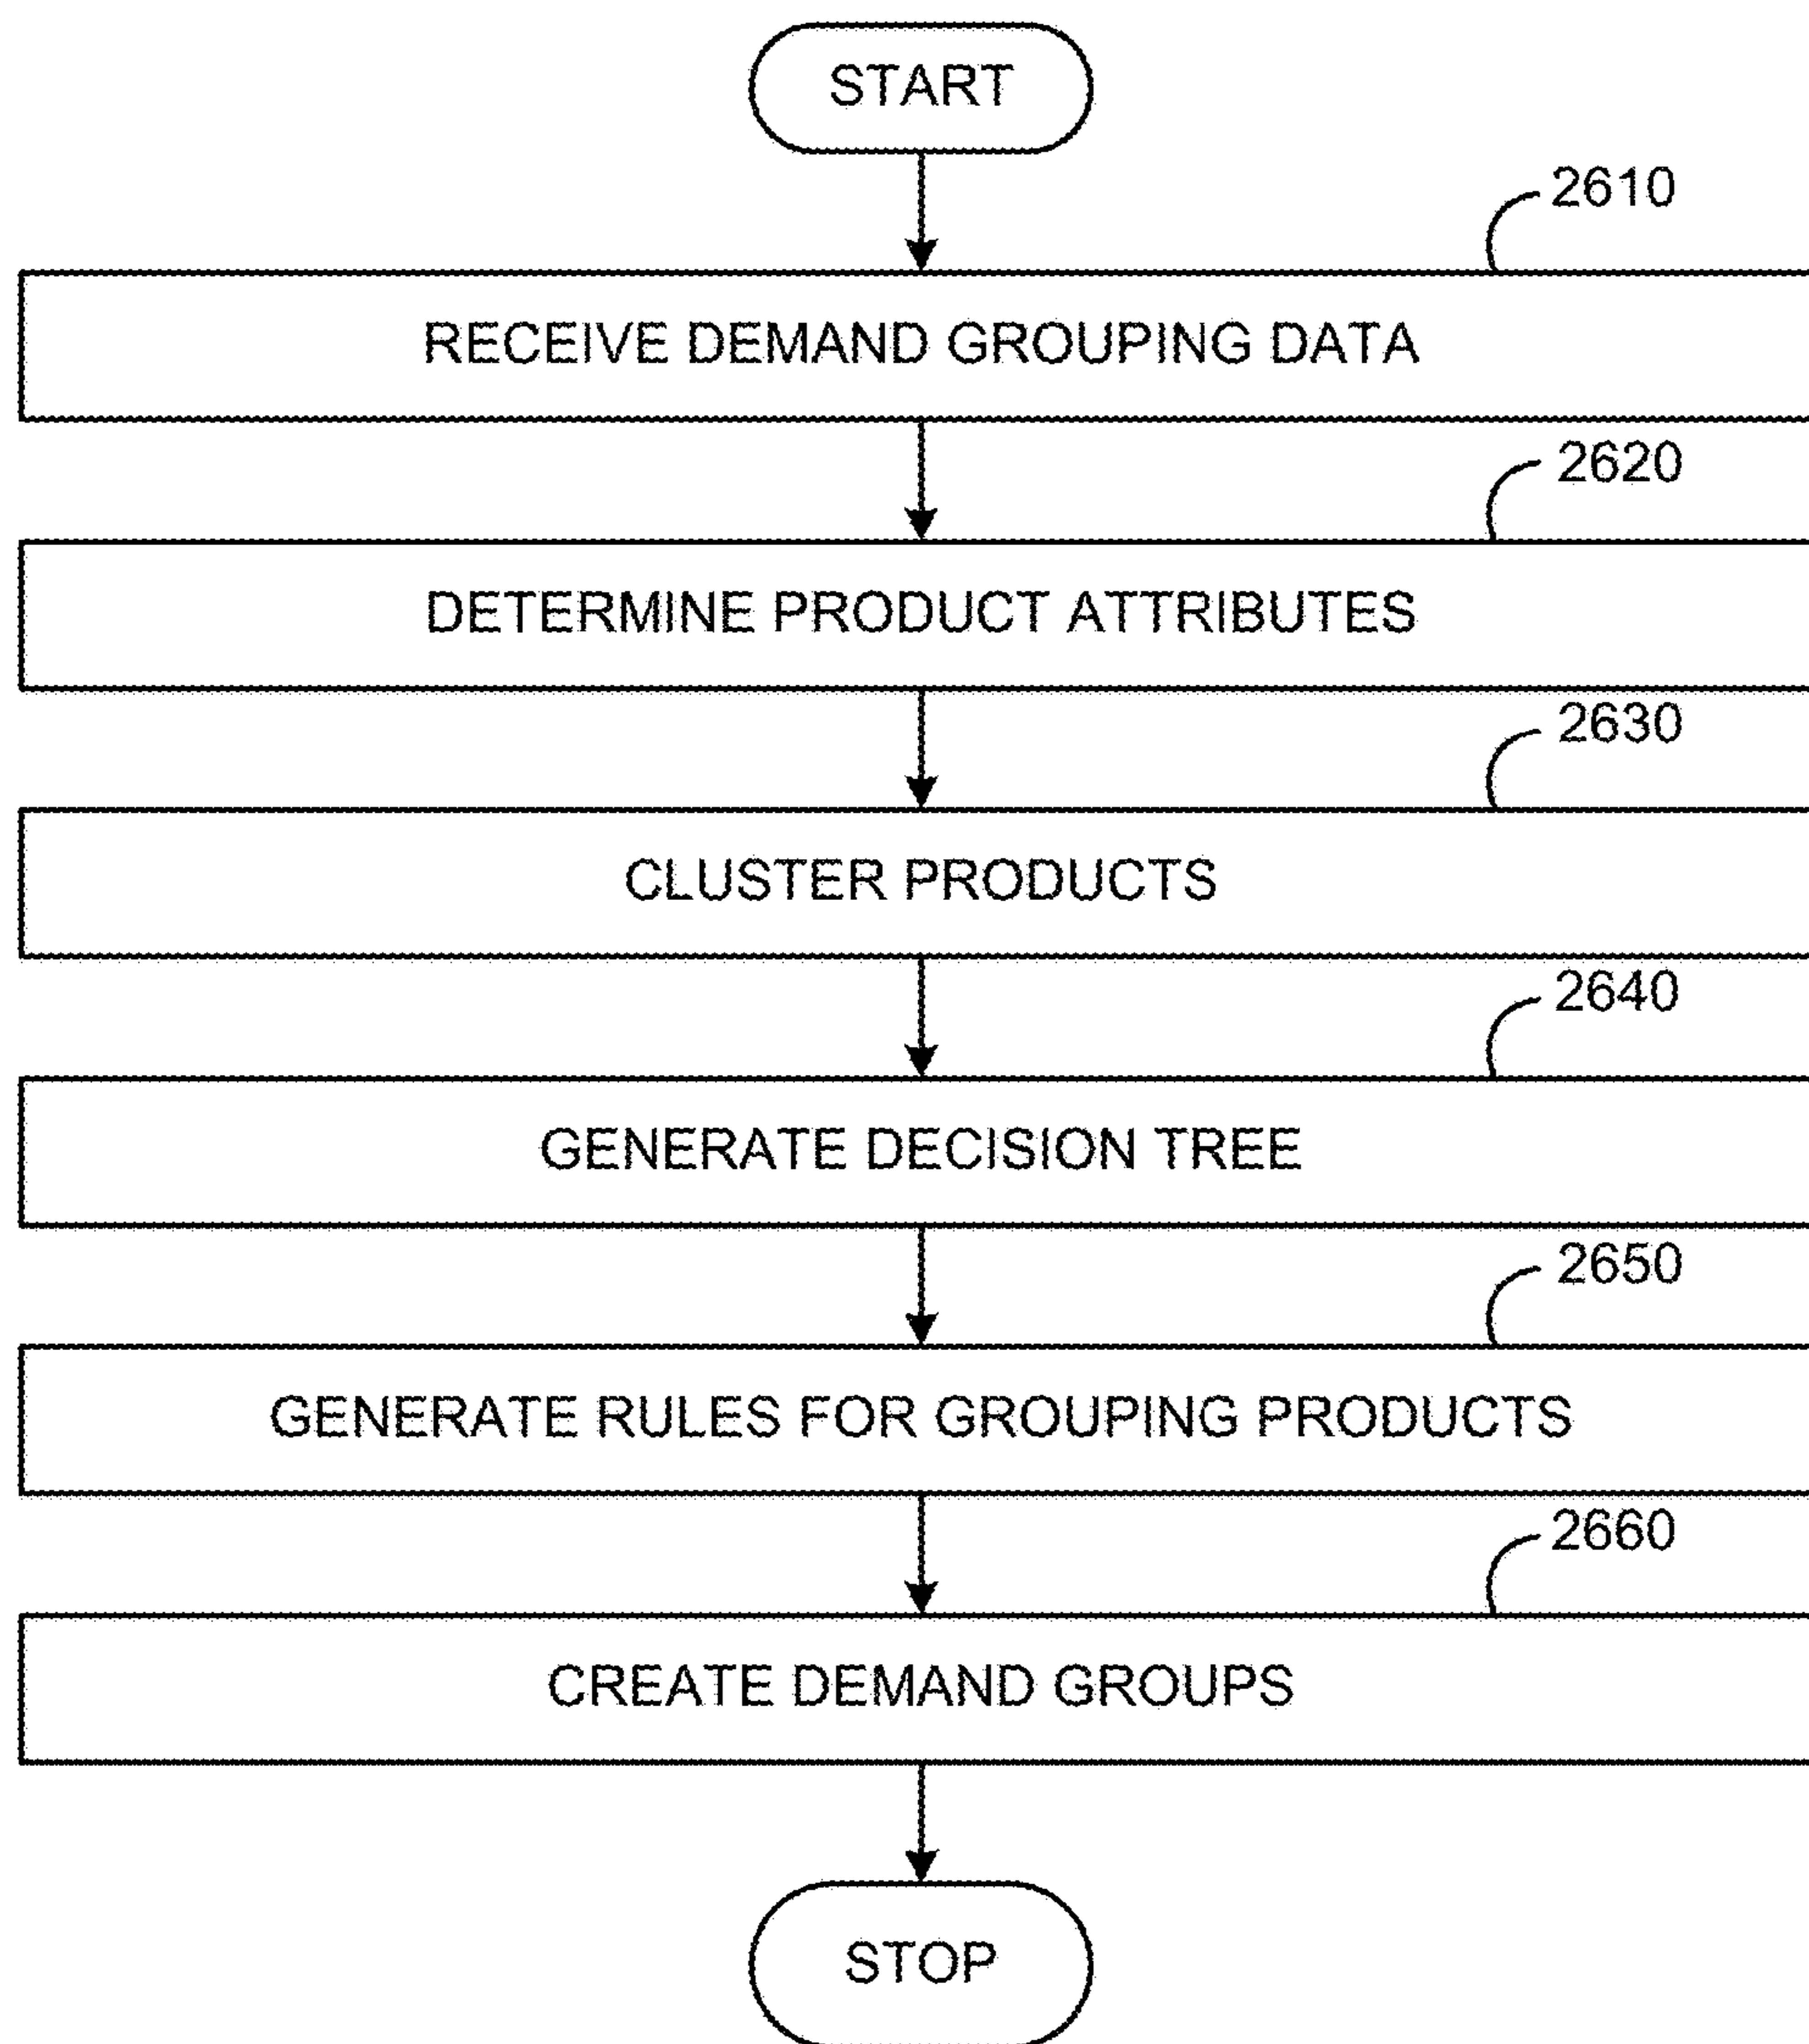 START
2610
RECEIVE DEMAND GROUPING DATA
2620
DETERMINE PRODUCT ATTRIBUTES
2630
CLUSTER PRODUCTS
2640
GENERATE DECISION TREE
2650
GENERATE RULES FOR GROUPING PRODUCTS
2660
CREATE DEMAND GROUPS
STOP